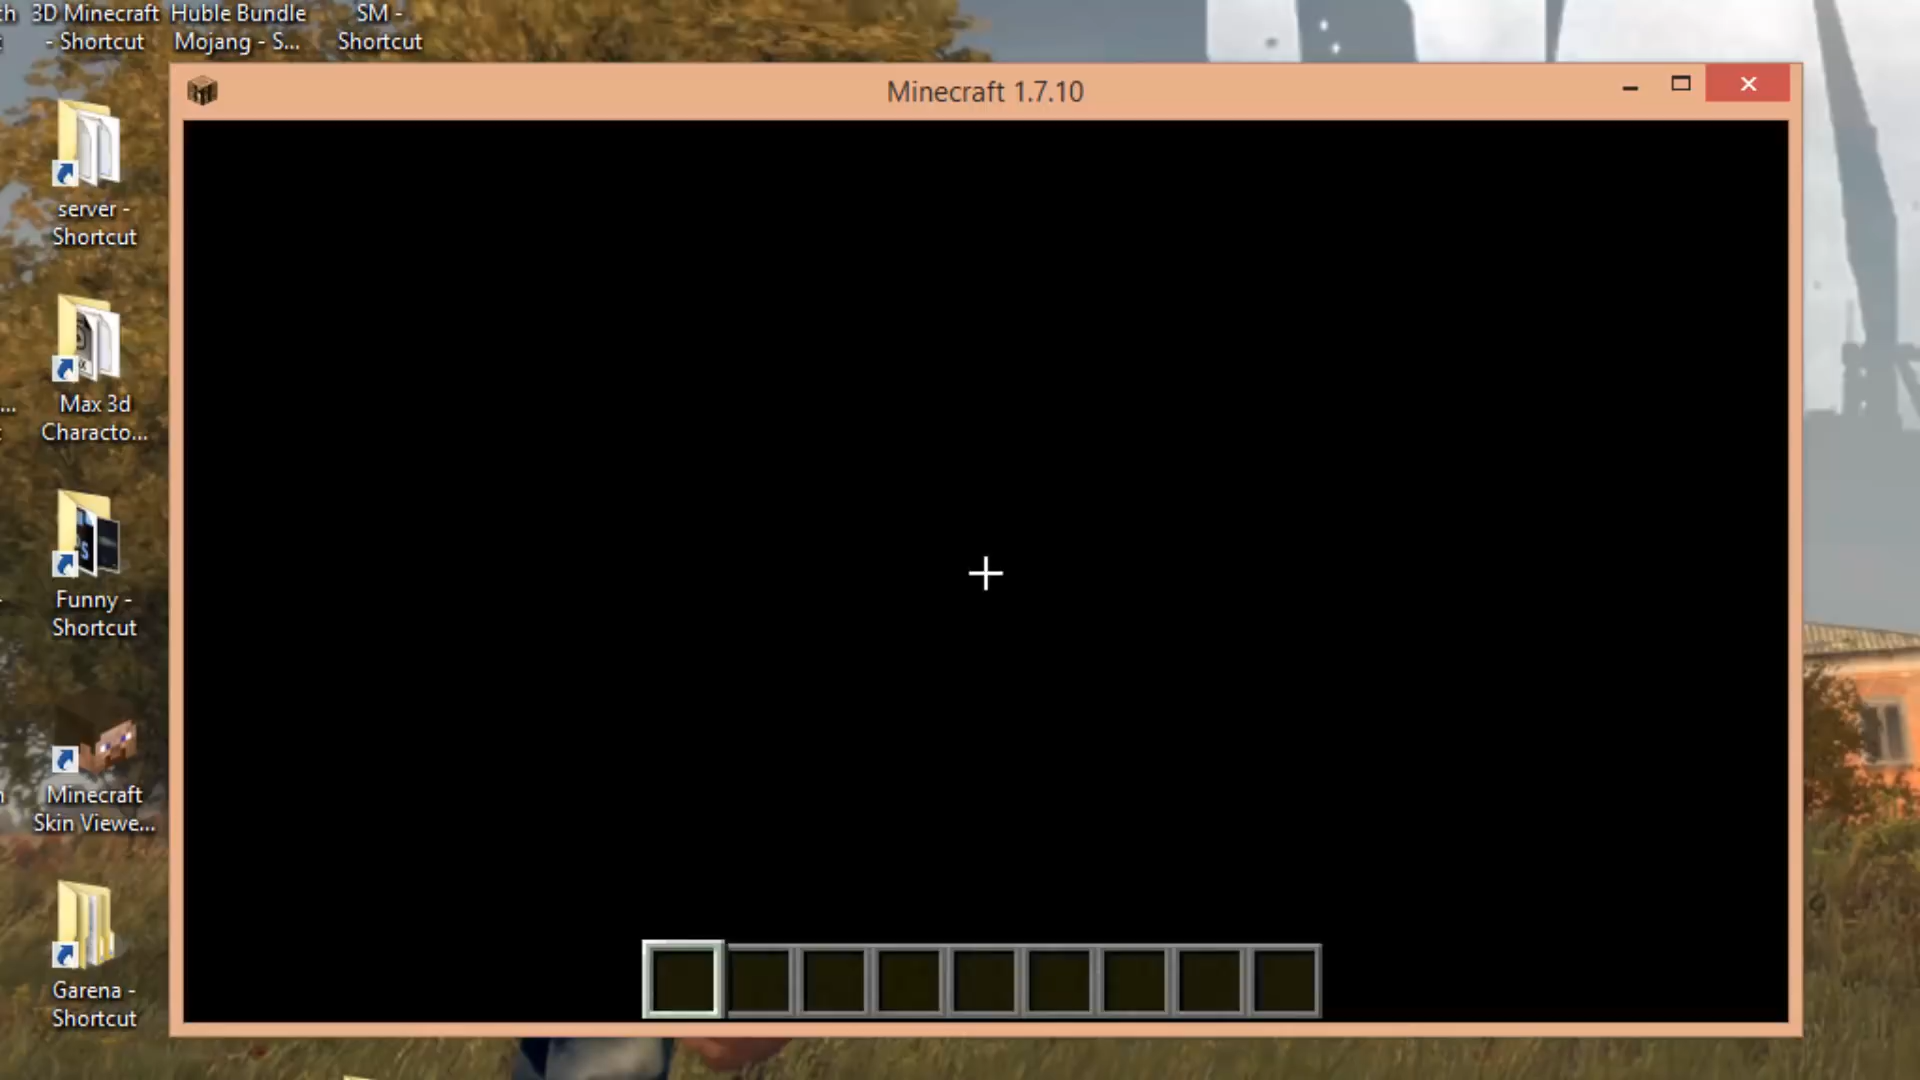 3D Minecraft
- Shortcut
Huble Bundle
Mojang - S...
SM -
Shortcut
Minecraft 1.7.10
server -
Shortcut
Max 3d
Characto...
Funny -
Shortcut
Minecraft
Skin Viewe...
Garena -
Shortcut